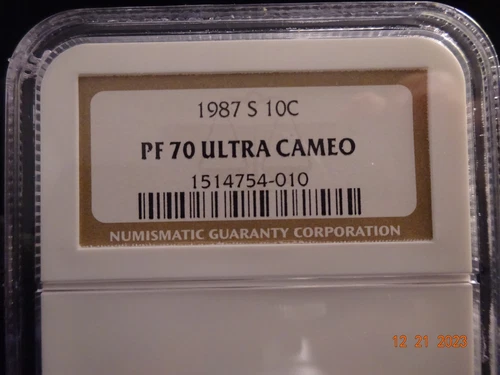 1987 S 10C
PF 70 ULTRA CAMEO
1514754-010
NUMISMATIC GUARANTY CORPORATION
12 21 2023